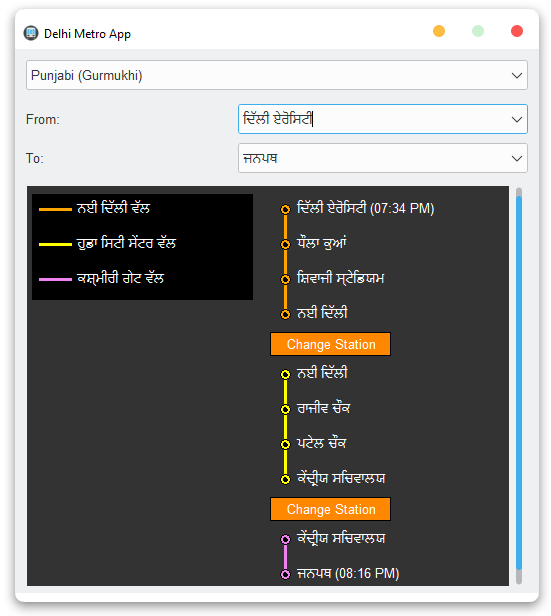 Delhi Metro App
Punjabi (Gurmukhi)
From:
ਦਿੱਲੀ ਏਰੋਸਿਟੀ
To:
ਜਨਪਥ
ਨਈ ਦਿੱਲੀ ਵੱਲ
ਹੁਡਾ ਸਿਟੀ ਸੇਂਟਰ ਵੱਲ
ਕਸ਼੍ਮੀਰੀ ਗੇਟ ਵੱਲ
ਦਿੱਲੀ ਏਰੋਸਿਟੀ (07:34 PM)
ਧੌਲਾ ਕੁਆਂ
ਸ਼ਿਵਾਜੀ ਸ੍ਟੇਡਿਯਮ
ਨਈ ਦਿੱਲੀ
Change Station
ਨਈ ਦਿੱਲੀ
ਰਾਜੀਵ ਚੌਕ
ਪਟੇਲ ਚੌਕ
ਕੇਂਦ੍ਰੀਯ ਸਚਿਵਾਲਯ
Change Station
ਕੇਂਦ੍ਰੀਯ ਸਚਿਵਾਲਯ
ਜਨਪਥ (08:16 PM)